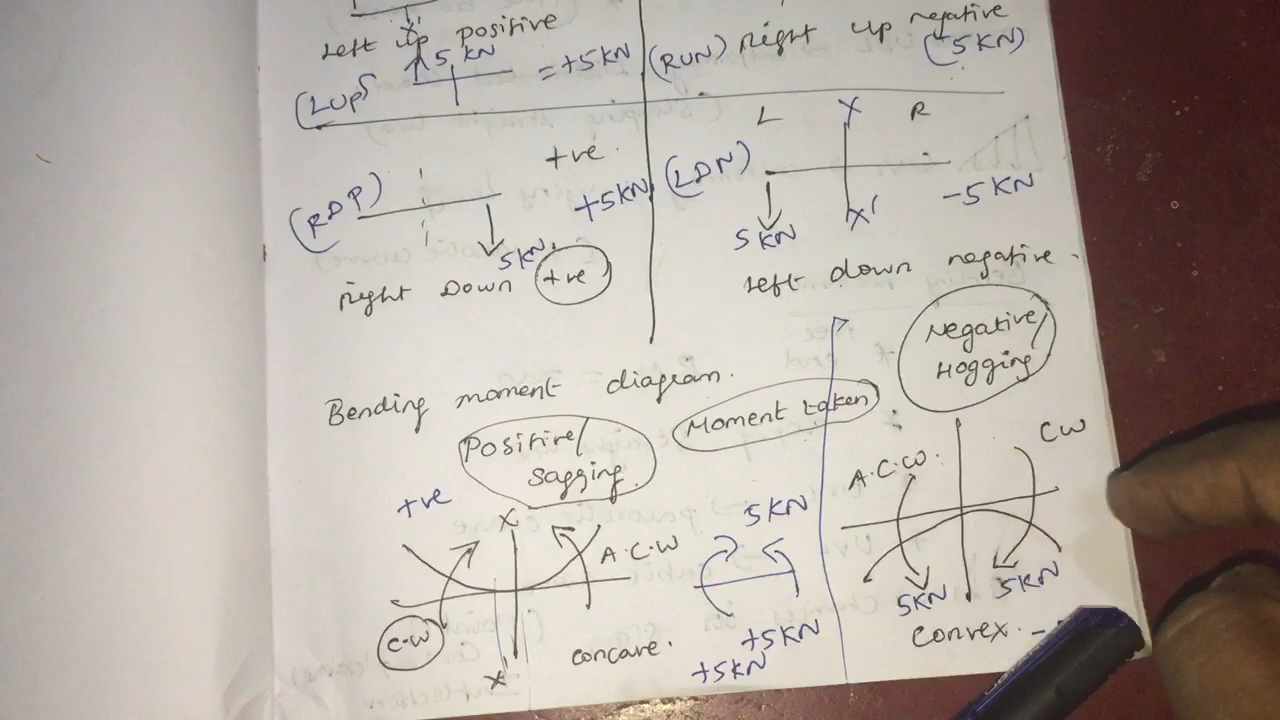 X'
Left up positive
(LUP)
5 KN
= +5 KN
(RUN) right up negative
(-5KN)
(RDP)
+ve.
+5KN
5KN
right Down +ve
L X R
(LDN)
X'
-5KN
5KN
Left down negative.
Bending moment diagram.
Positive/
Sagging
Moment taken
Negative/
Hogging
+ve
X
A.C.W
C.W
X'
concave.
5KN
+5KN
+5KN
A.C.W.
CW
5KN
5KN
Convex.